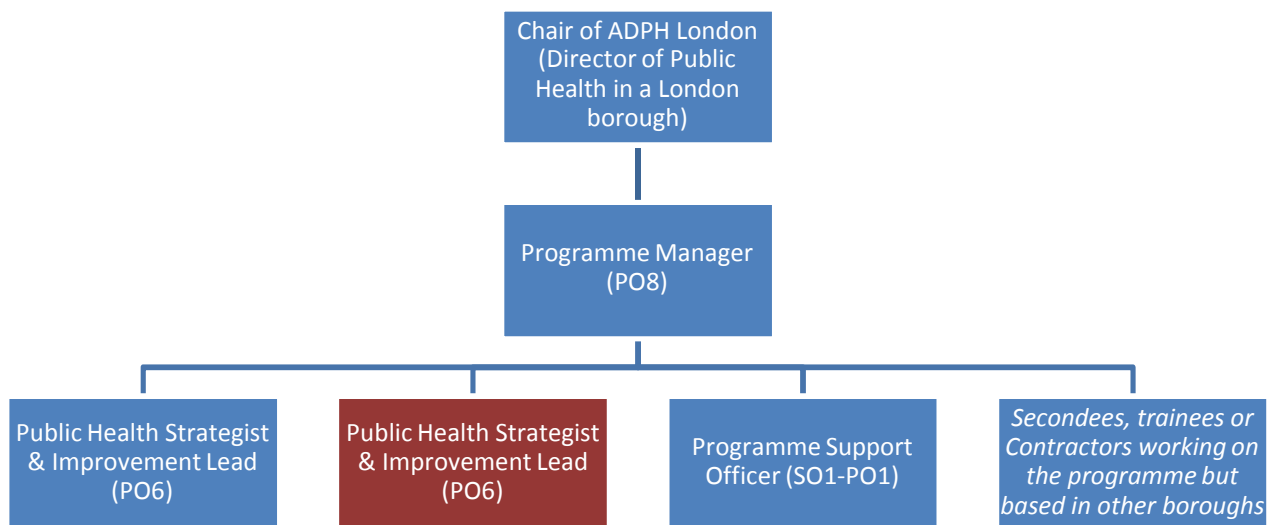 Chair of ADPH London
(Director of Public
Health in a London
borough)
Programme Manager
(PO8)
Public Health Strategist
& Improvement Lead
(PO6)
Public Health Strategist
& Improvement Lead
(PO6)
Programme Support
Officer (SO1-PO1)
Secondees, trainees or
Contractors working on
the programme but
based in other boroughs